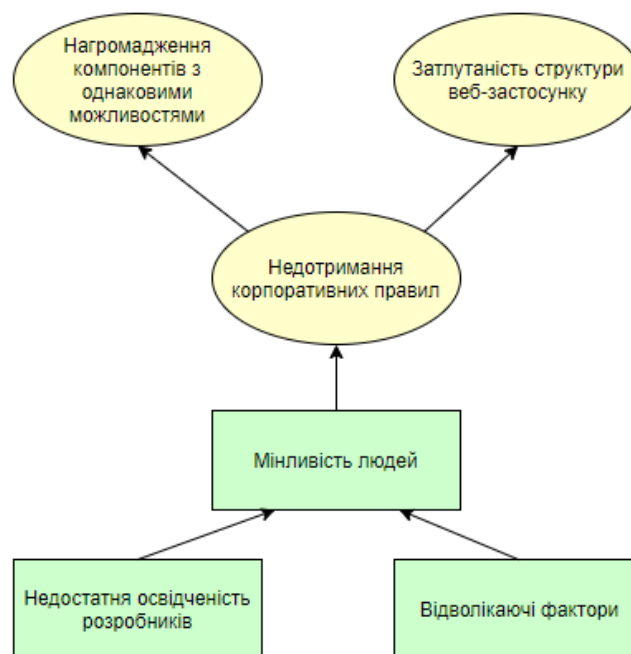 Нагромадження
компонентів з
однаковими
можливостями
Затлутаність структури
веб-застосунку
Недотримання
корпоративних правил
Мінливість людей
Недостатня освідченість
розробників
Відволікаючі фактори